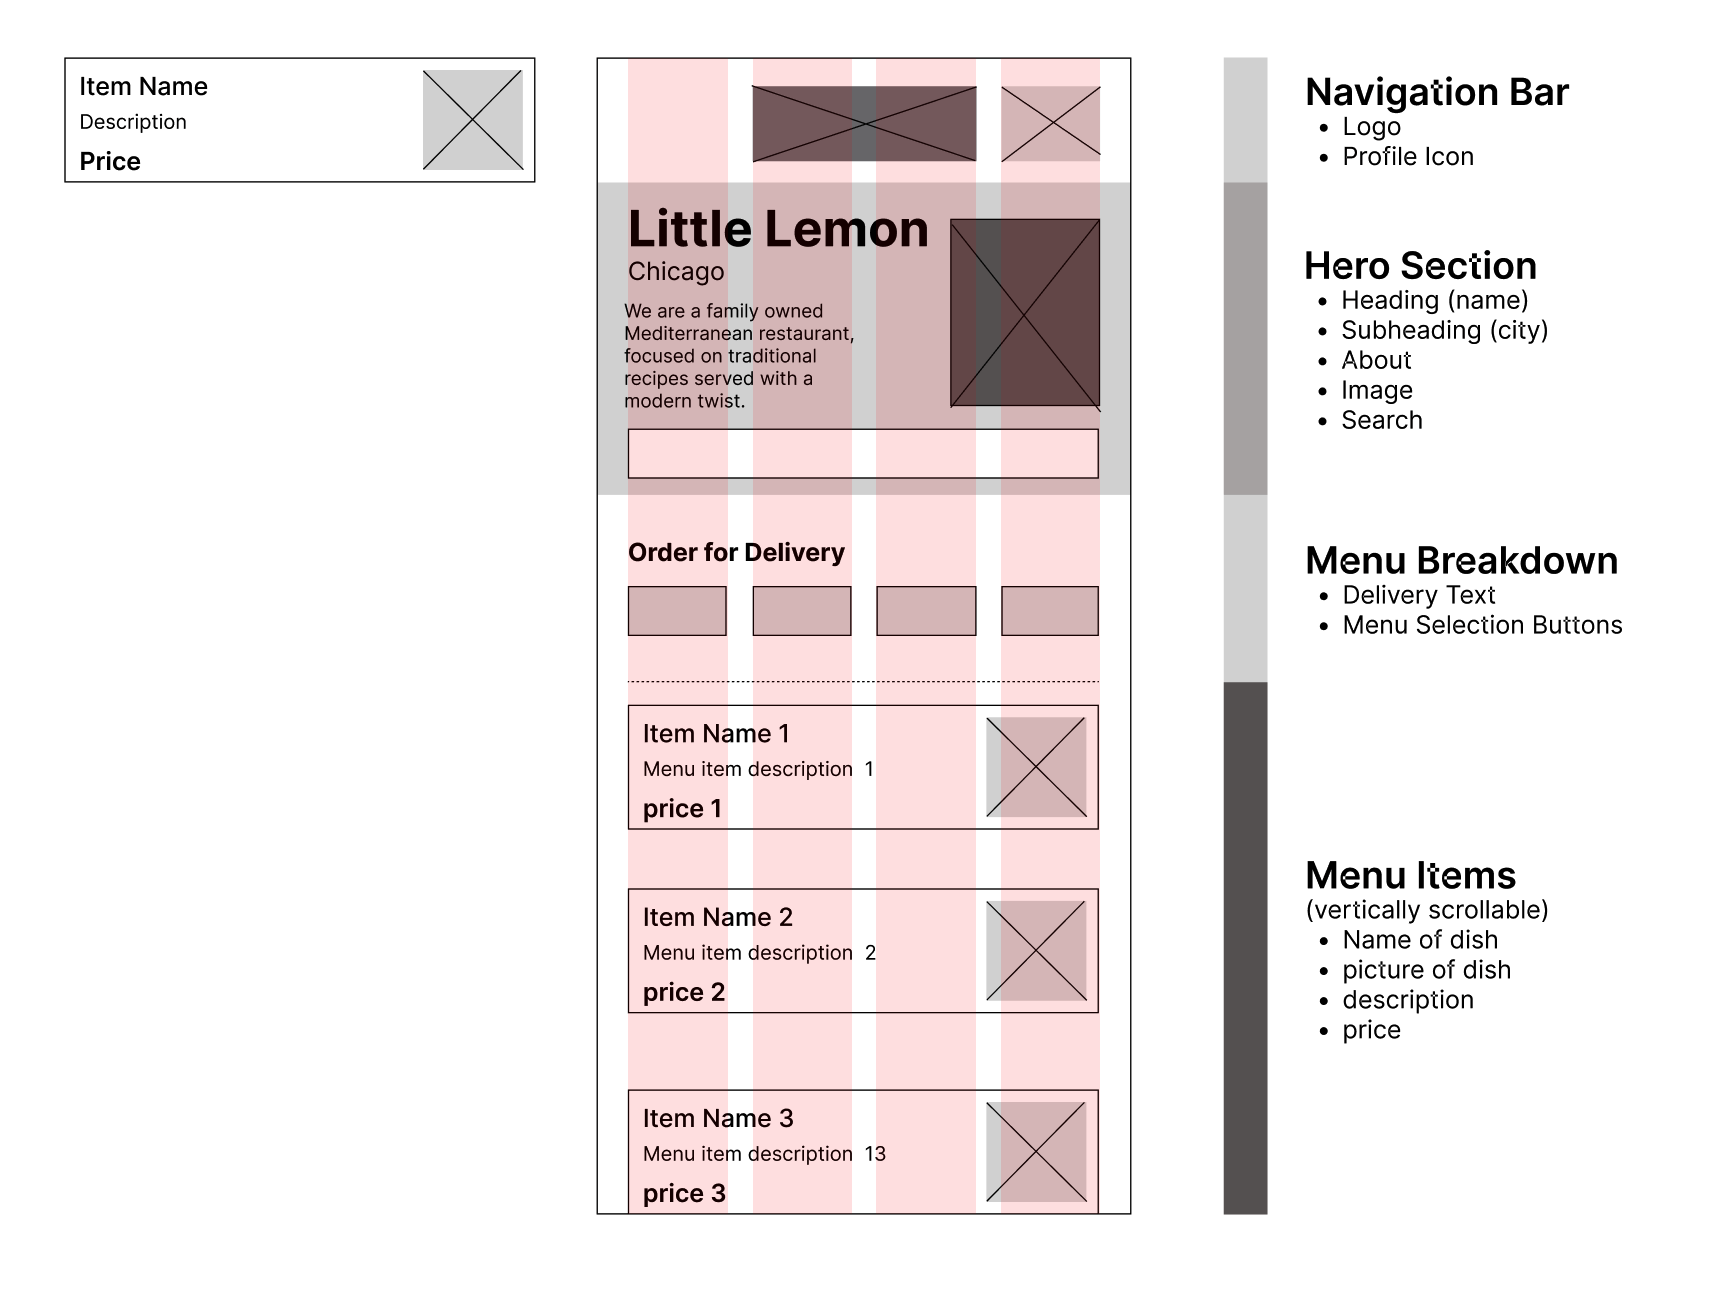 Item Name
Description
Price
Little Lemon
Chicago
We are a family owned
Mediterranean restaurant,
focused on traditional
recipes served with a
modern twist.
Order for Delivery
Item Name 1
Menu item description  1
price 1
Item Name 2
Menu item description  2
price 2
Item Name 3
Menu item description  13
price 3
Navigation Bar
• Logo
• Profile Icon
Hero Section
• Heading (name)
• Subheading (city)
• About
• Image
• Search
Menu Breakdown
• Delivery Text
• Menu Selection Buttons
Menu Items
(vertically scrollable)
• Name of dish
• picture of dish
• description
• price